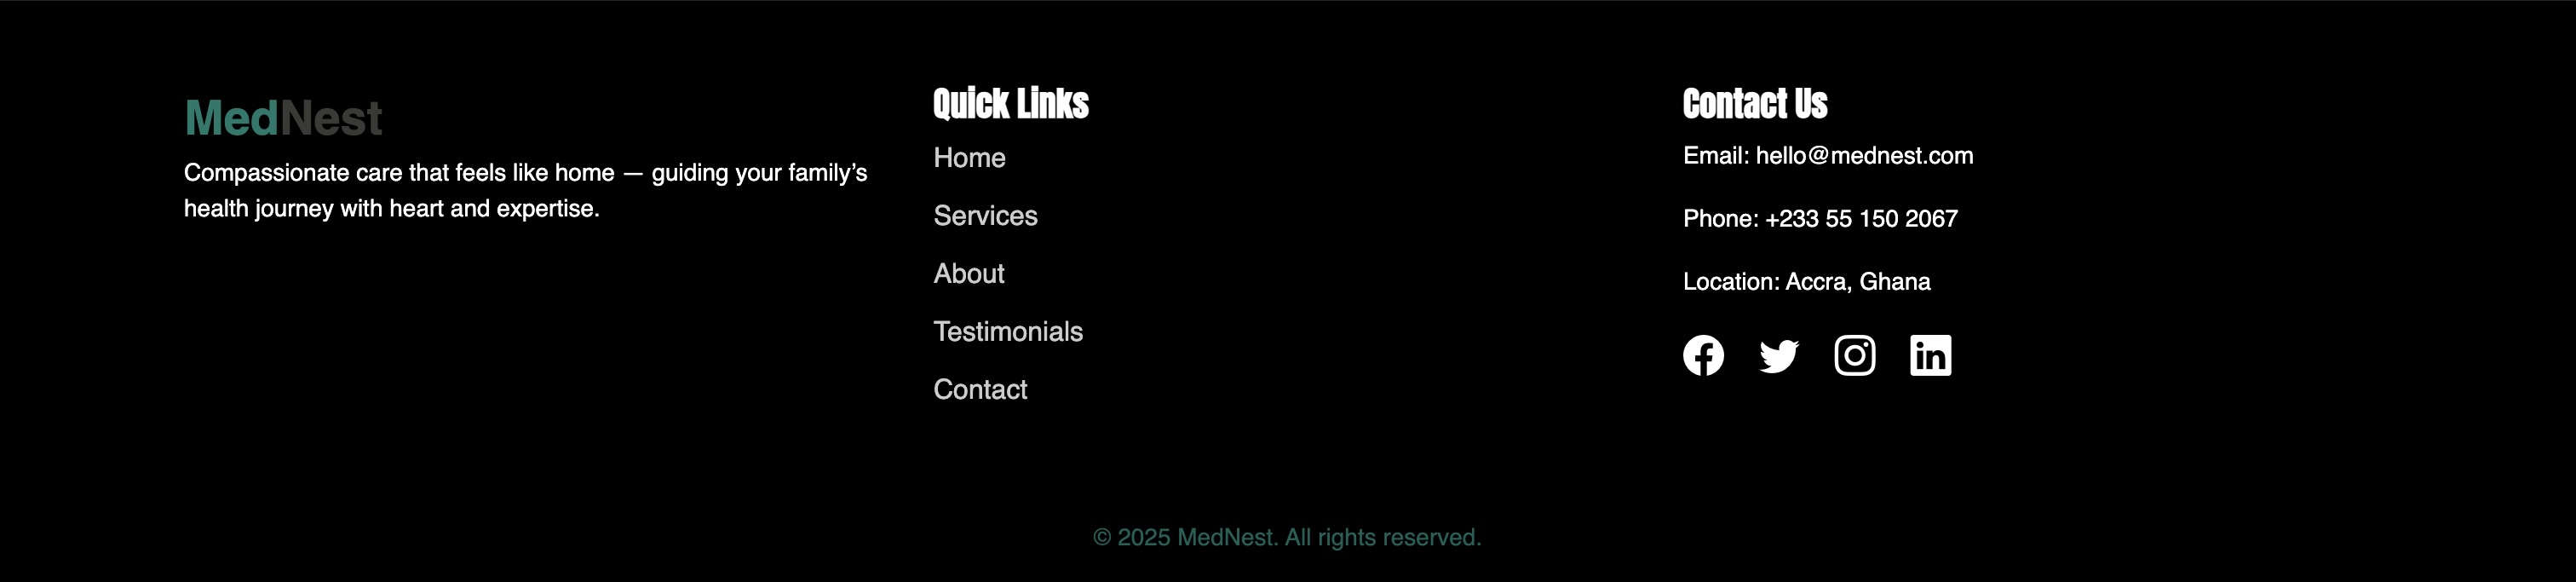 MedNest
Compassionate care that feels like home — guiding your family’s
health journey with heart and expertise.
Quick Links
Home
Services
About
Testimonials
Contact
Contact Us
Email: hello@mednest.com
Phone: +233 55 150 2067
Location: Accra, Ghana
in
© 2025 MedNest. All rights reserved.